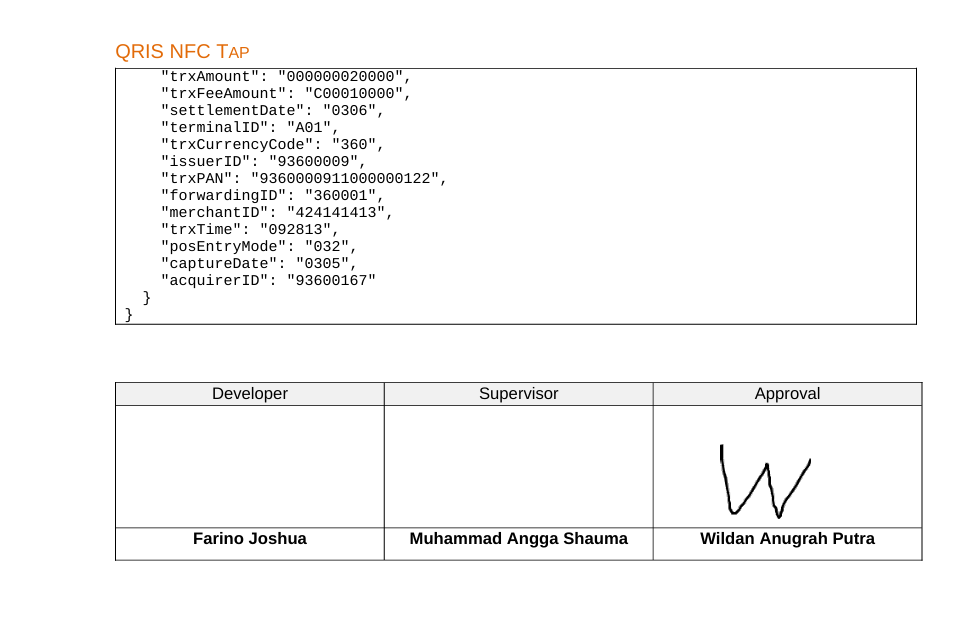 QRIS NFC TAP
"trxAmount": "000000020000",
"trxFeeAmount": "C00010000",
"settlementDate": "0306",
"terminalID": "A01",
"trxCurrencyCode": "360",
"issuerID": "93600009",
"trxPAN": "9360000911000000122",
"forwardingID": "360001",
"merchantID": "424141413",
"trxTime": "092813",
"posEntryMode": "032",
"captureDate": "0305",
"acquirerID": "93600167"
}
}
Developer Supervisor Approval
W
Farino Joshua Muhammad Angga Shauma Wildan Anugrah Putra